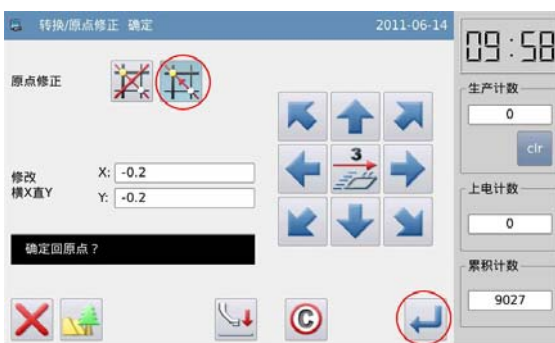 转换/原点修正 确定 2011-06-14
09:58
原点修正
生产计数
0
clr
修改
横X直Y
X: -0.2
Y: -0.2
3
上电计数
0
确定回原点？
累积计数
9027
C